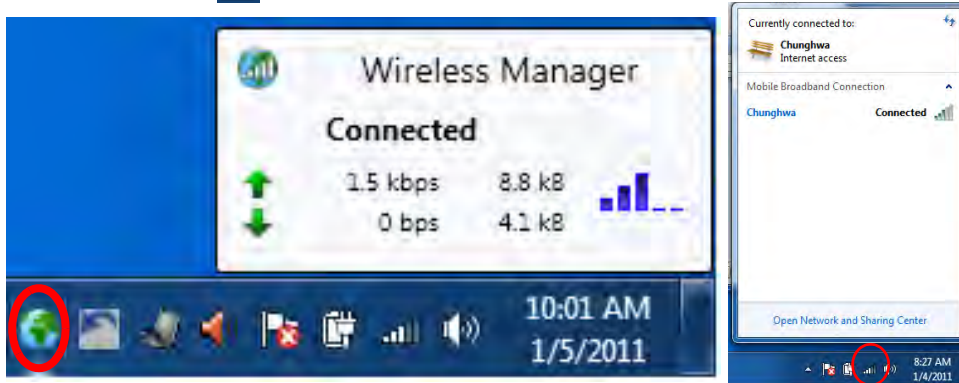 Wireless Manager
Connected
1.5 kbps 8.8 kB
0 bps 4.1 kB
10:01 AM
1/5/2011
Currently connected to:
Chunghwa
Internet access
Mobile Broadband Connection
Chunghwa Connected
Open Network and Sharing Center
8:27 AM
1/4/2011